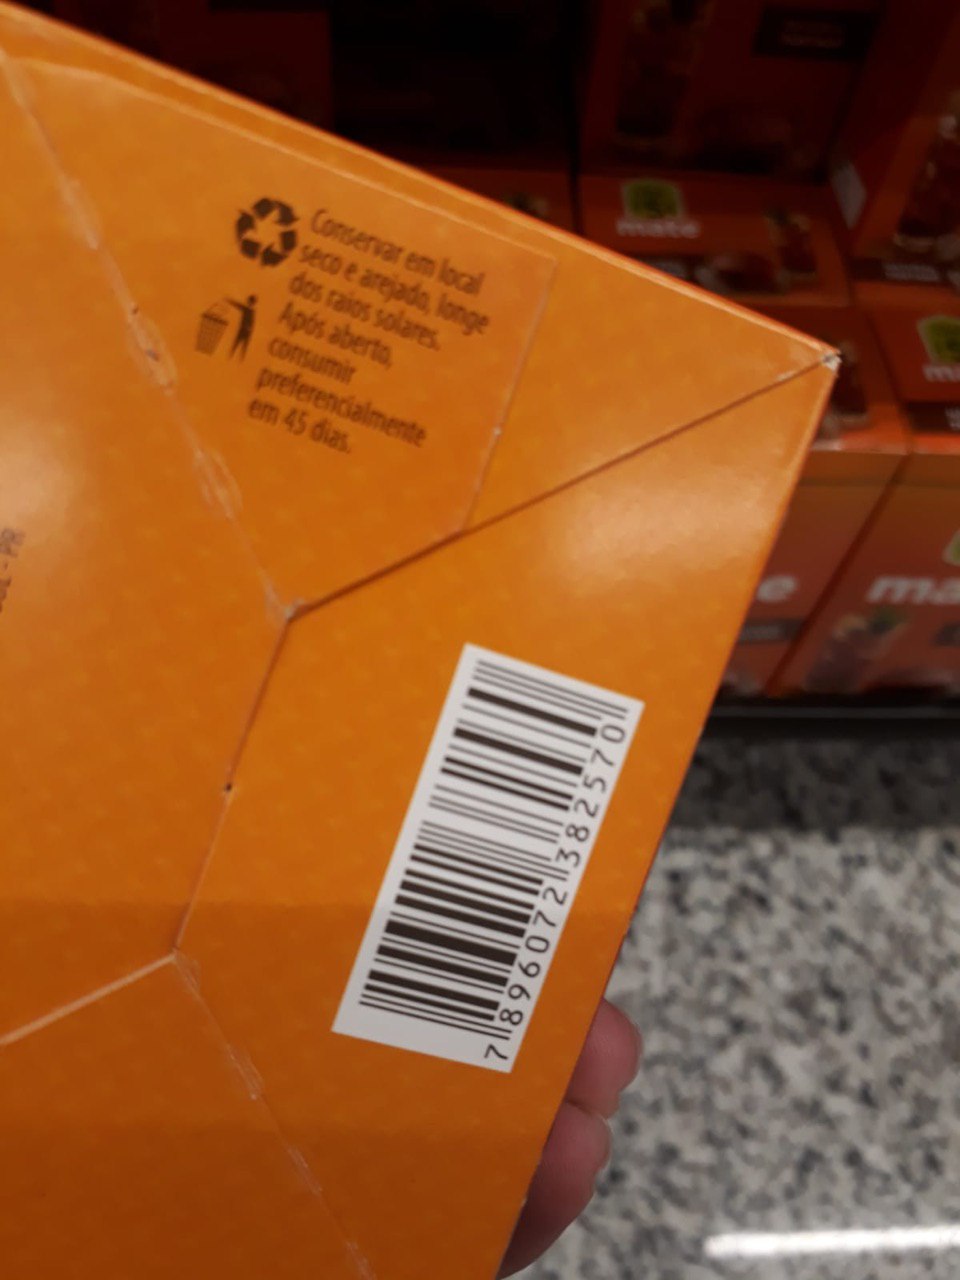 Conservar em local
seco e arejado, longe
dos raios solares.
Após aberto,
consumir
preferencialmente
em 45 dias.
7 896072 382570
mate